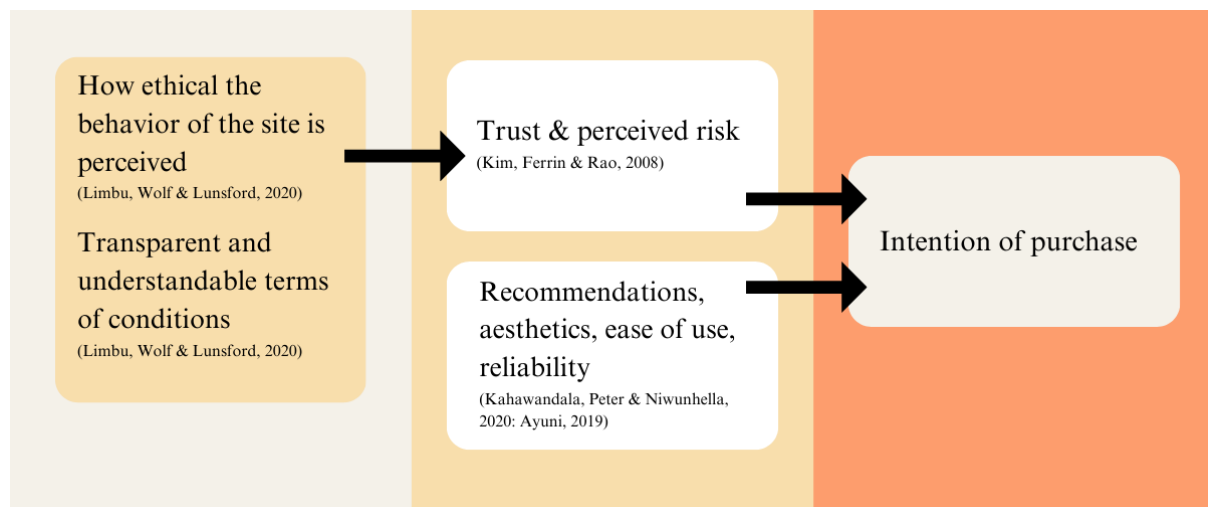 How ethical the
behavior of the site is
perceived
(Limbu, Wolf & Lunsford, 2020)
Transparent and
understandable terms
of conditions
(Limbu, Wolf & Lunsford, 2020)
Trust & perceived risk
(Kim, Ferrin & Rao, 2008)
Recommendations,
aesthetics, ease of use,
reliability
(Kahawandala, Peter & Niwunhella,
2020: Ayuni, 2019)
Intention of purchase